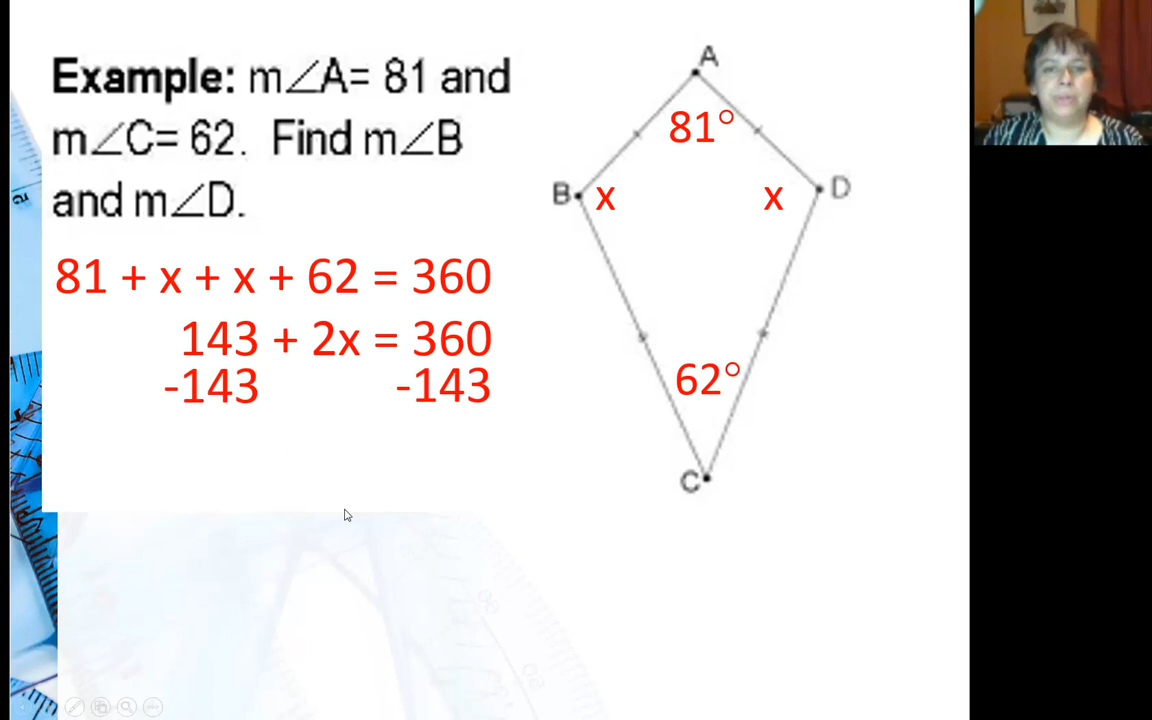 Example: m∠A= 81 and
m∠C= 62. Find m∠B
and m∠D.
81 + x + x + 62 = 360
143 + 2x = 360
-143 -143
A
81°
B x x D
62°
C